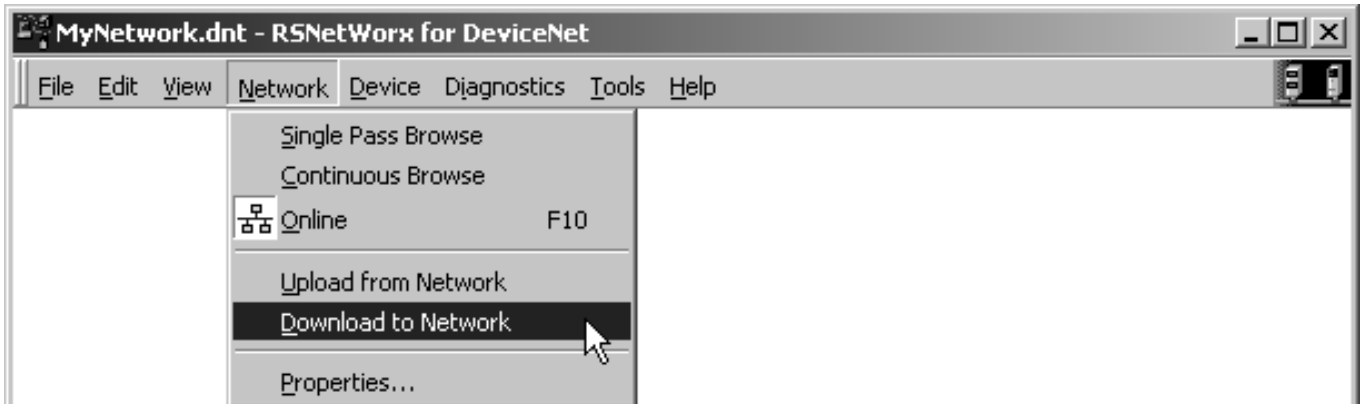 MyNetwork.dnt - RSNetWorx for DeviceNet
File Edit View Network Device Diagnostics Tools Help
Single Pass Browse
Continuous Browse
Online F10
Upload from Network
Download to Network
Properties...